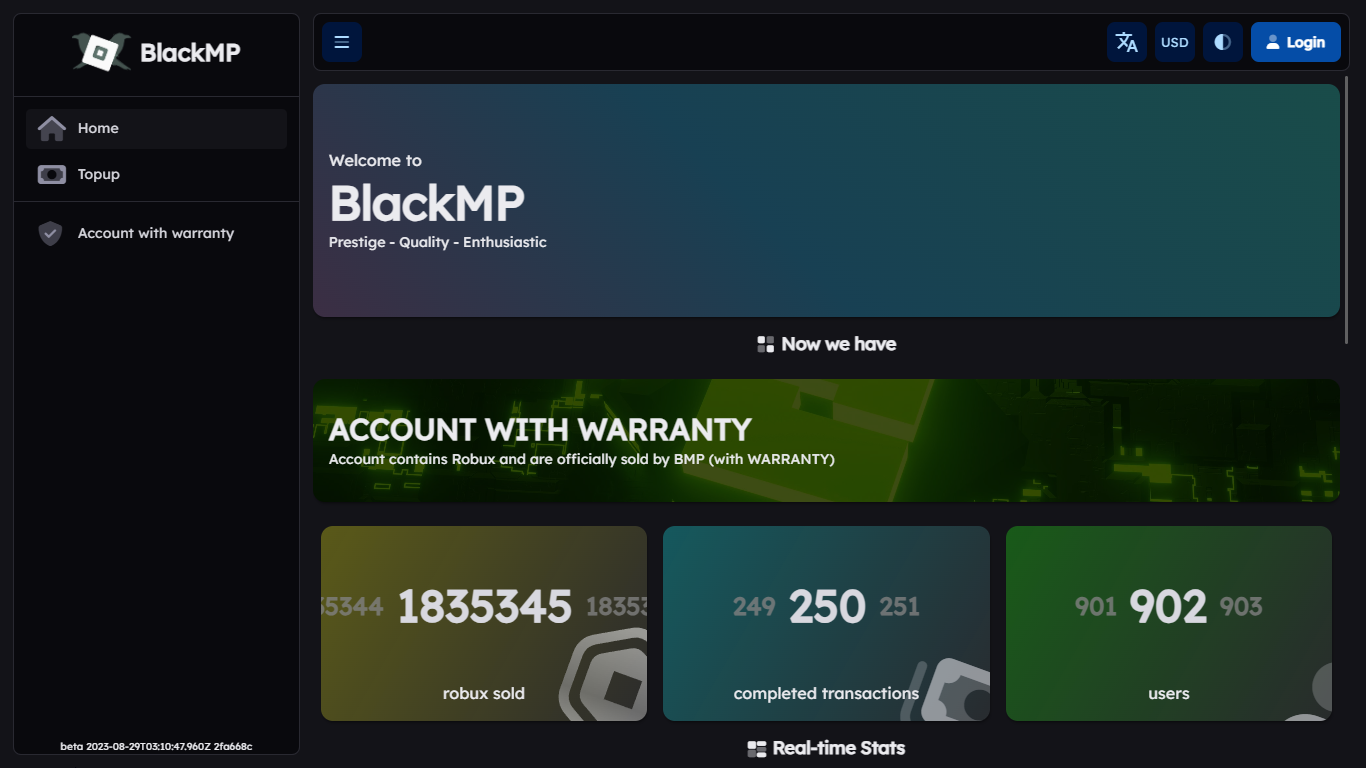 BlackMP
Home
Topup
Account with warranty
beta 2023-08-29T03:10:47.960Z 2fa668c
USD
Login
Welcome to
BlackMP
Prestige - Quality - Enthusiastic
Now we have
ACCOUNT WITH WARRANTY
Account contains Robux and are officially sold by BMP (with WARRANTY)
1835345
robux sold
249 250 251
completed transactions
901 902 903
users
Real-time Stats